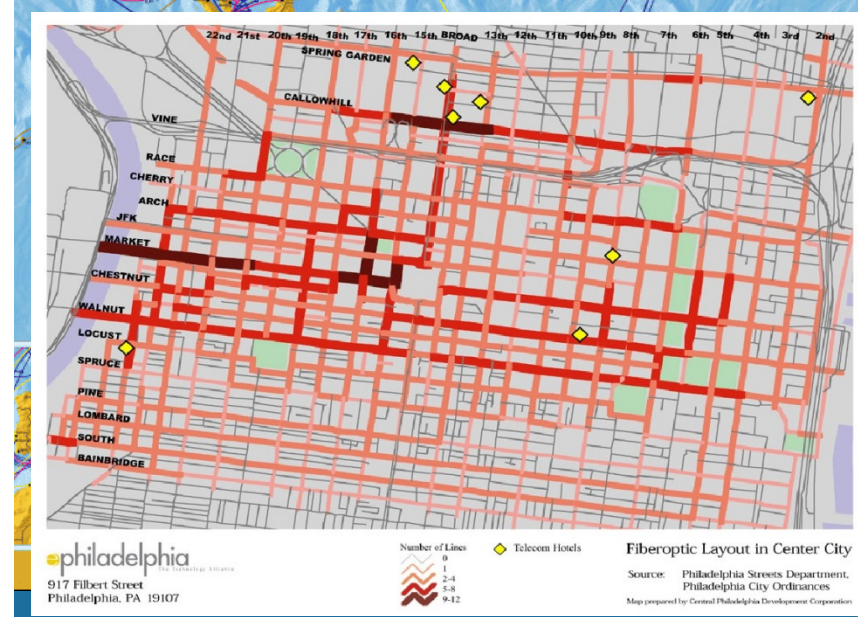 22nd 21st 20th 19th 18th 17th 16th 15th BROAD 13th 12th 11th 10th 9th 8th 7th 6th 5th 4th 3rd 2nd
SPRING GARDEN
CALLOWHILL
VINE
RACE
CHERRY
ARCH
JFK
MARKET
CHESTNUT
WALNUT
LOCUST
SPRUCE
PINE
LOMBARD
SOUTH
BAINBRIDGE
philadelphia
The Technology Alliance
917 Filbert Street
Philadelphia, PA 19107
Number of Lines
0
1
2-4
5-8
9-12
Telecom Hotels
Fiberoptic Layout in Center City
Source: Philadelphia Streets Department,
Philadelphia City Ordinances
Map prepared by Central Philadelphia Development Corporation